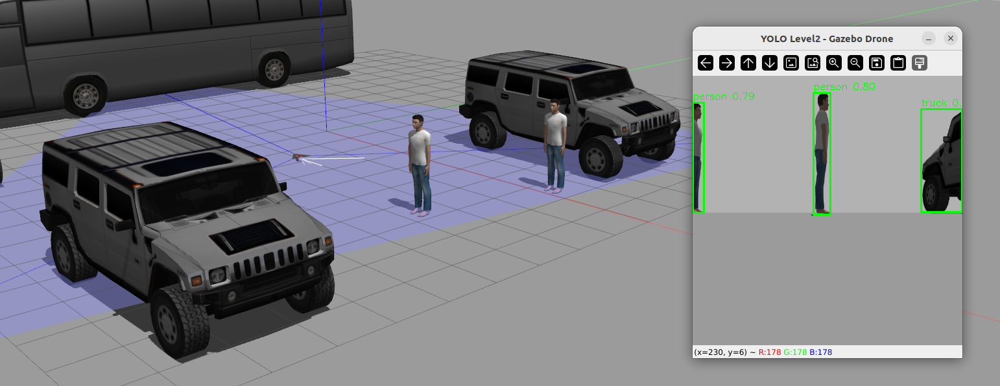 YOLO Level2 - Gazebo Drone
person 0.80
person 0.79
truck 0.
(x=230, y=6) ~ R:178 G:178 B:178